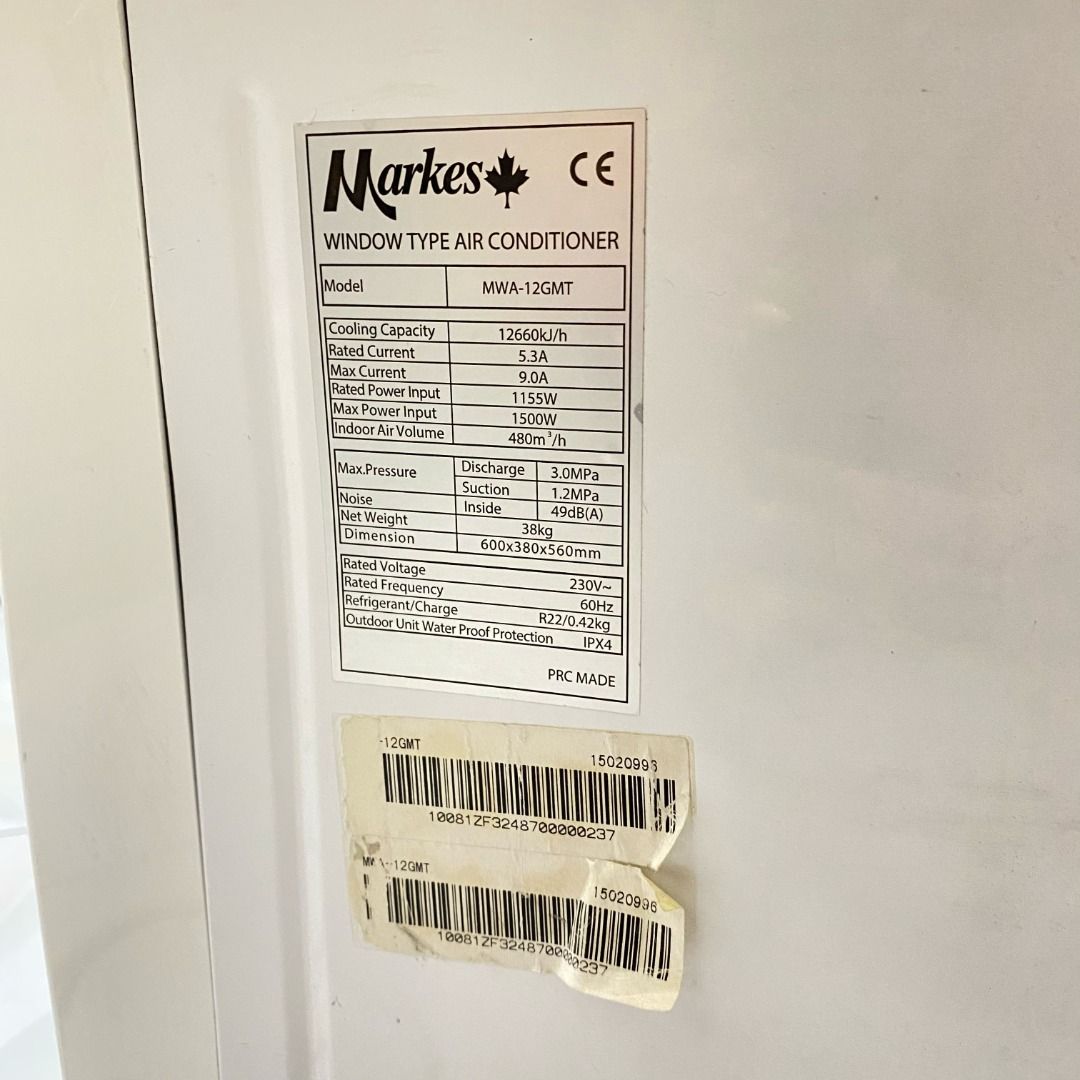 Markes CE
WINDOW TYPE AIR CONDITIONER
Model MWA-12GMT
Cooling Capacity 12660kJ/h
Rated Current 5.3A
Max Current 9.0A
Rated Power Input 1155W
Max Power Input 1500W
Indoor Air Volume 480m³/h
Max.Pressure Discharge 3.0MPa
Suction 1.2MPa
Noise Inside 49dB(A)
Net Weight 38kg
Dimension 600x380x560mm
Rated Voltage 230V~
Rated Frequency 60Hz
Refrigerant/Charge R22/0.42kg
Outdoor Unit Water Proof Protection IPX4
PRC MADE
-12GMT 15020996
10081ZF3248700000237
MWA-12GMT 15020996
10081ZF3248700000237